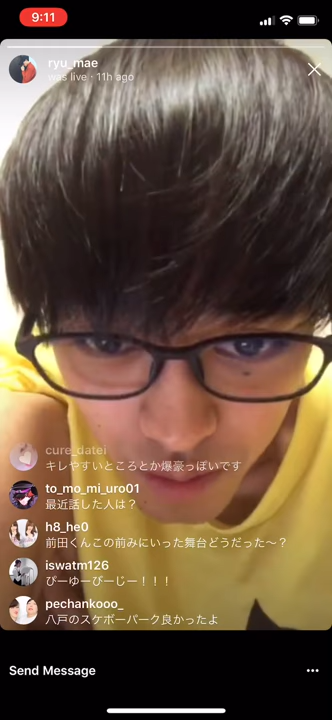 9:11
ryu_mae
was live · 11h ago
cure_datei
キレやすいところとか爆豪っぽいです
to_mo_mi_uro01
最近話した人は？
h8_he0
前田くんこの前みにいった舞台どうだった〜？
iswatm126
ぴーゆーびーじー！！！
pechankooo_
八戸のスケボーパーク良かったよ
Send Message